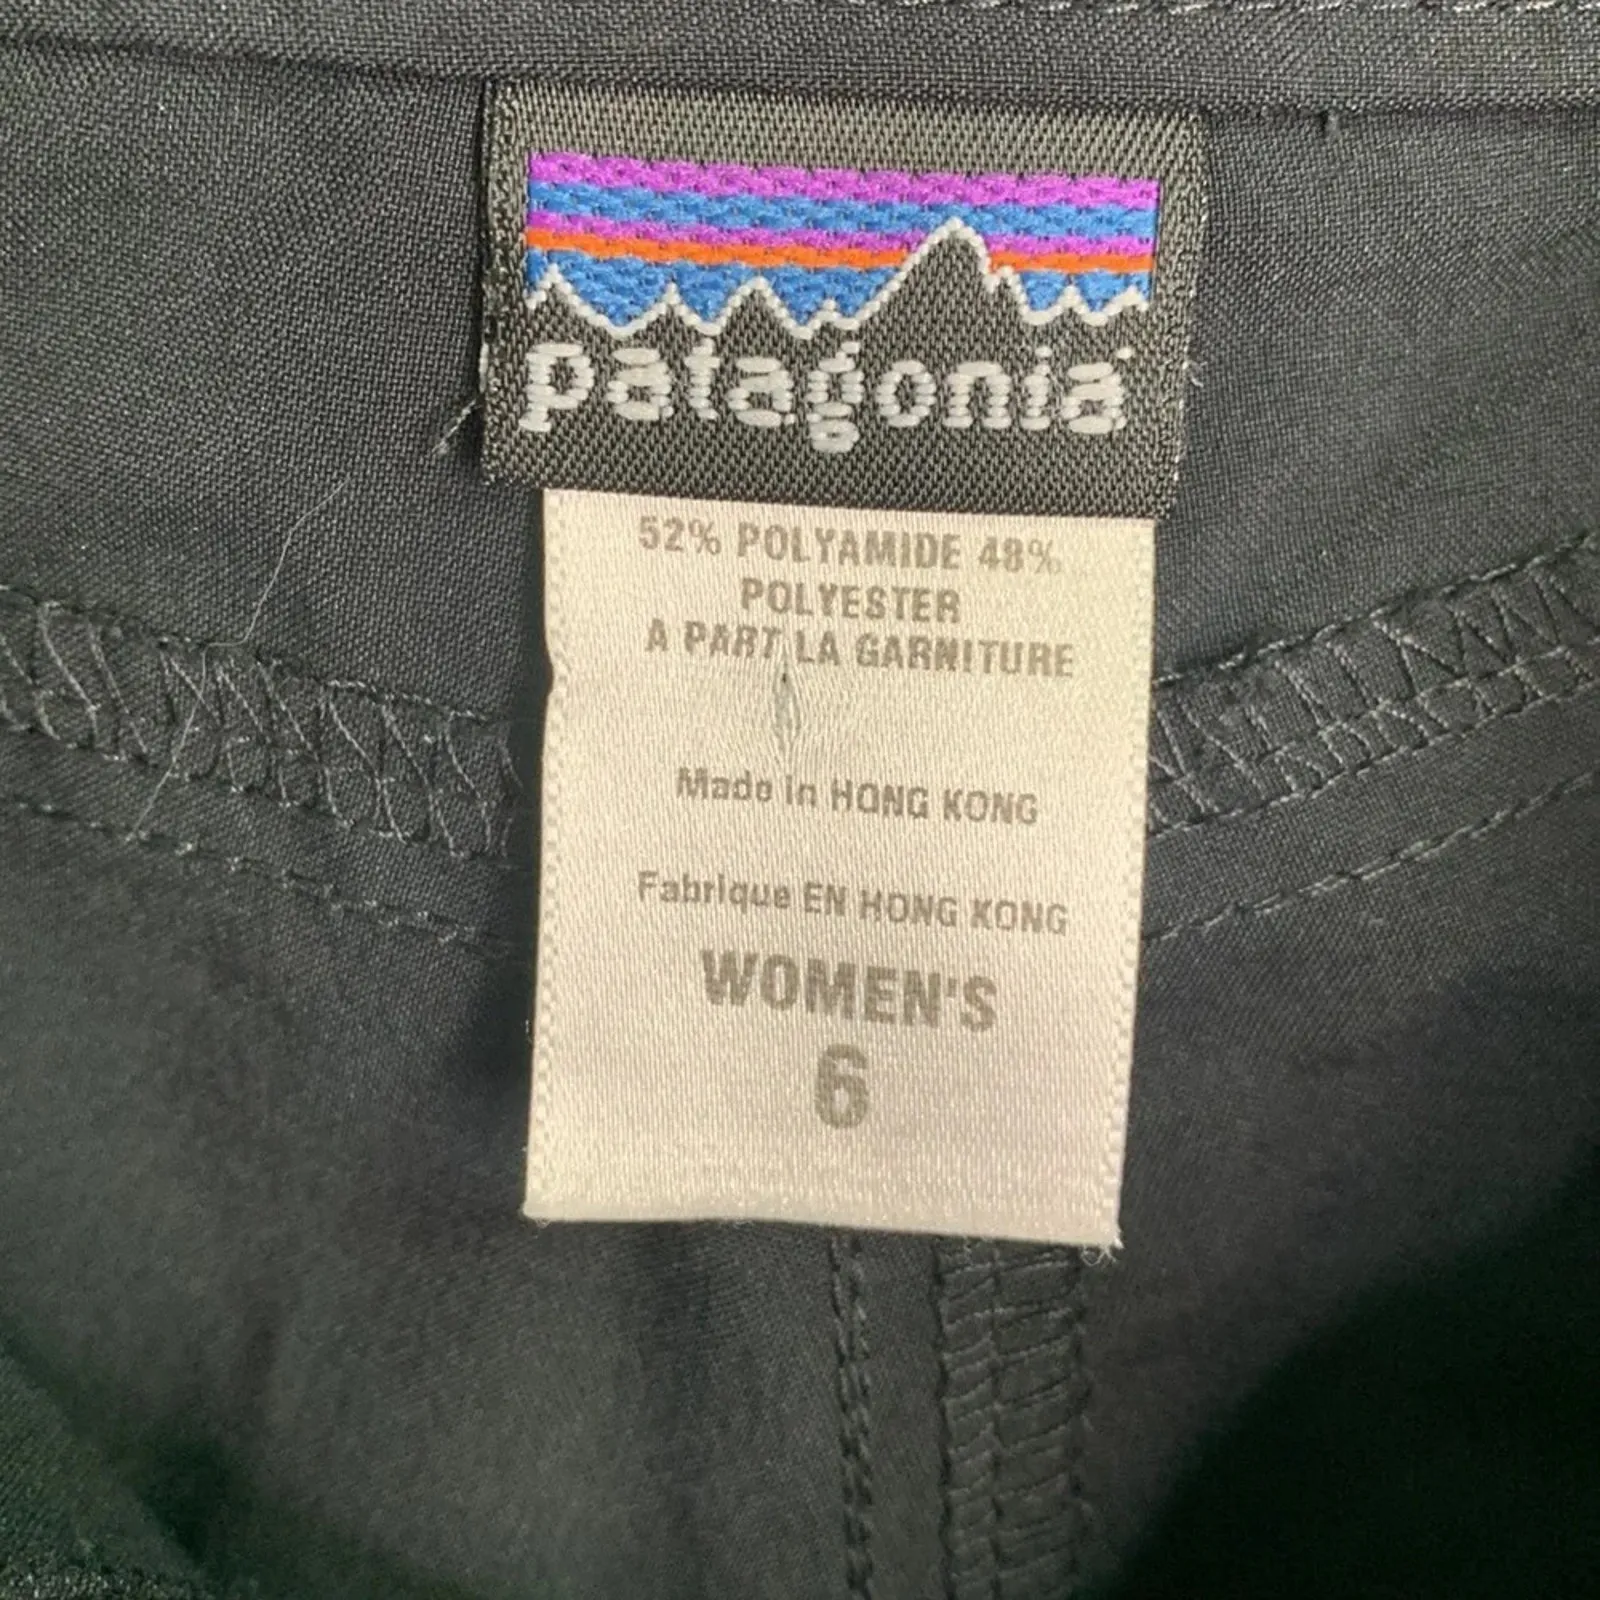 patagonia
52% POLYAMIDE 48%
POLYESTER
A PART LA GARNITURE
Made in HONG KONG
Fabrique EN HONG KONG
WOMEN'S
6